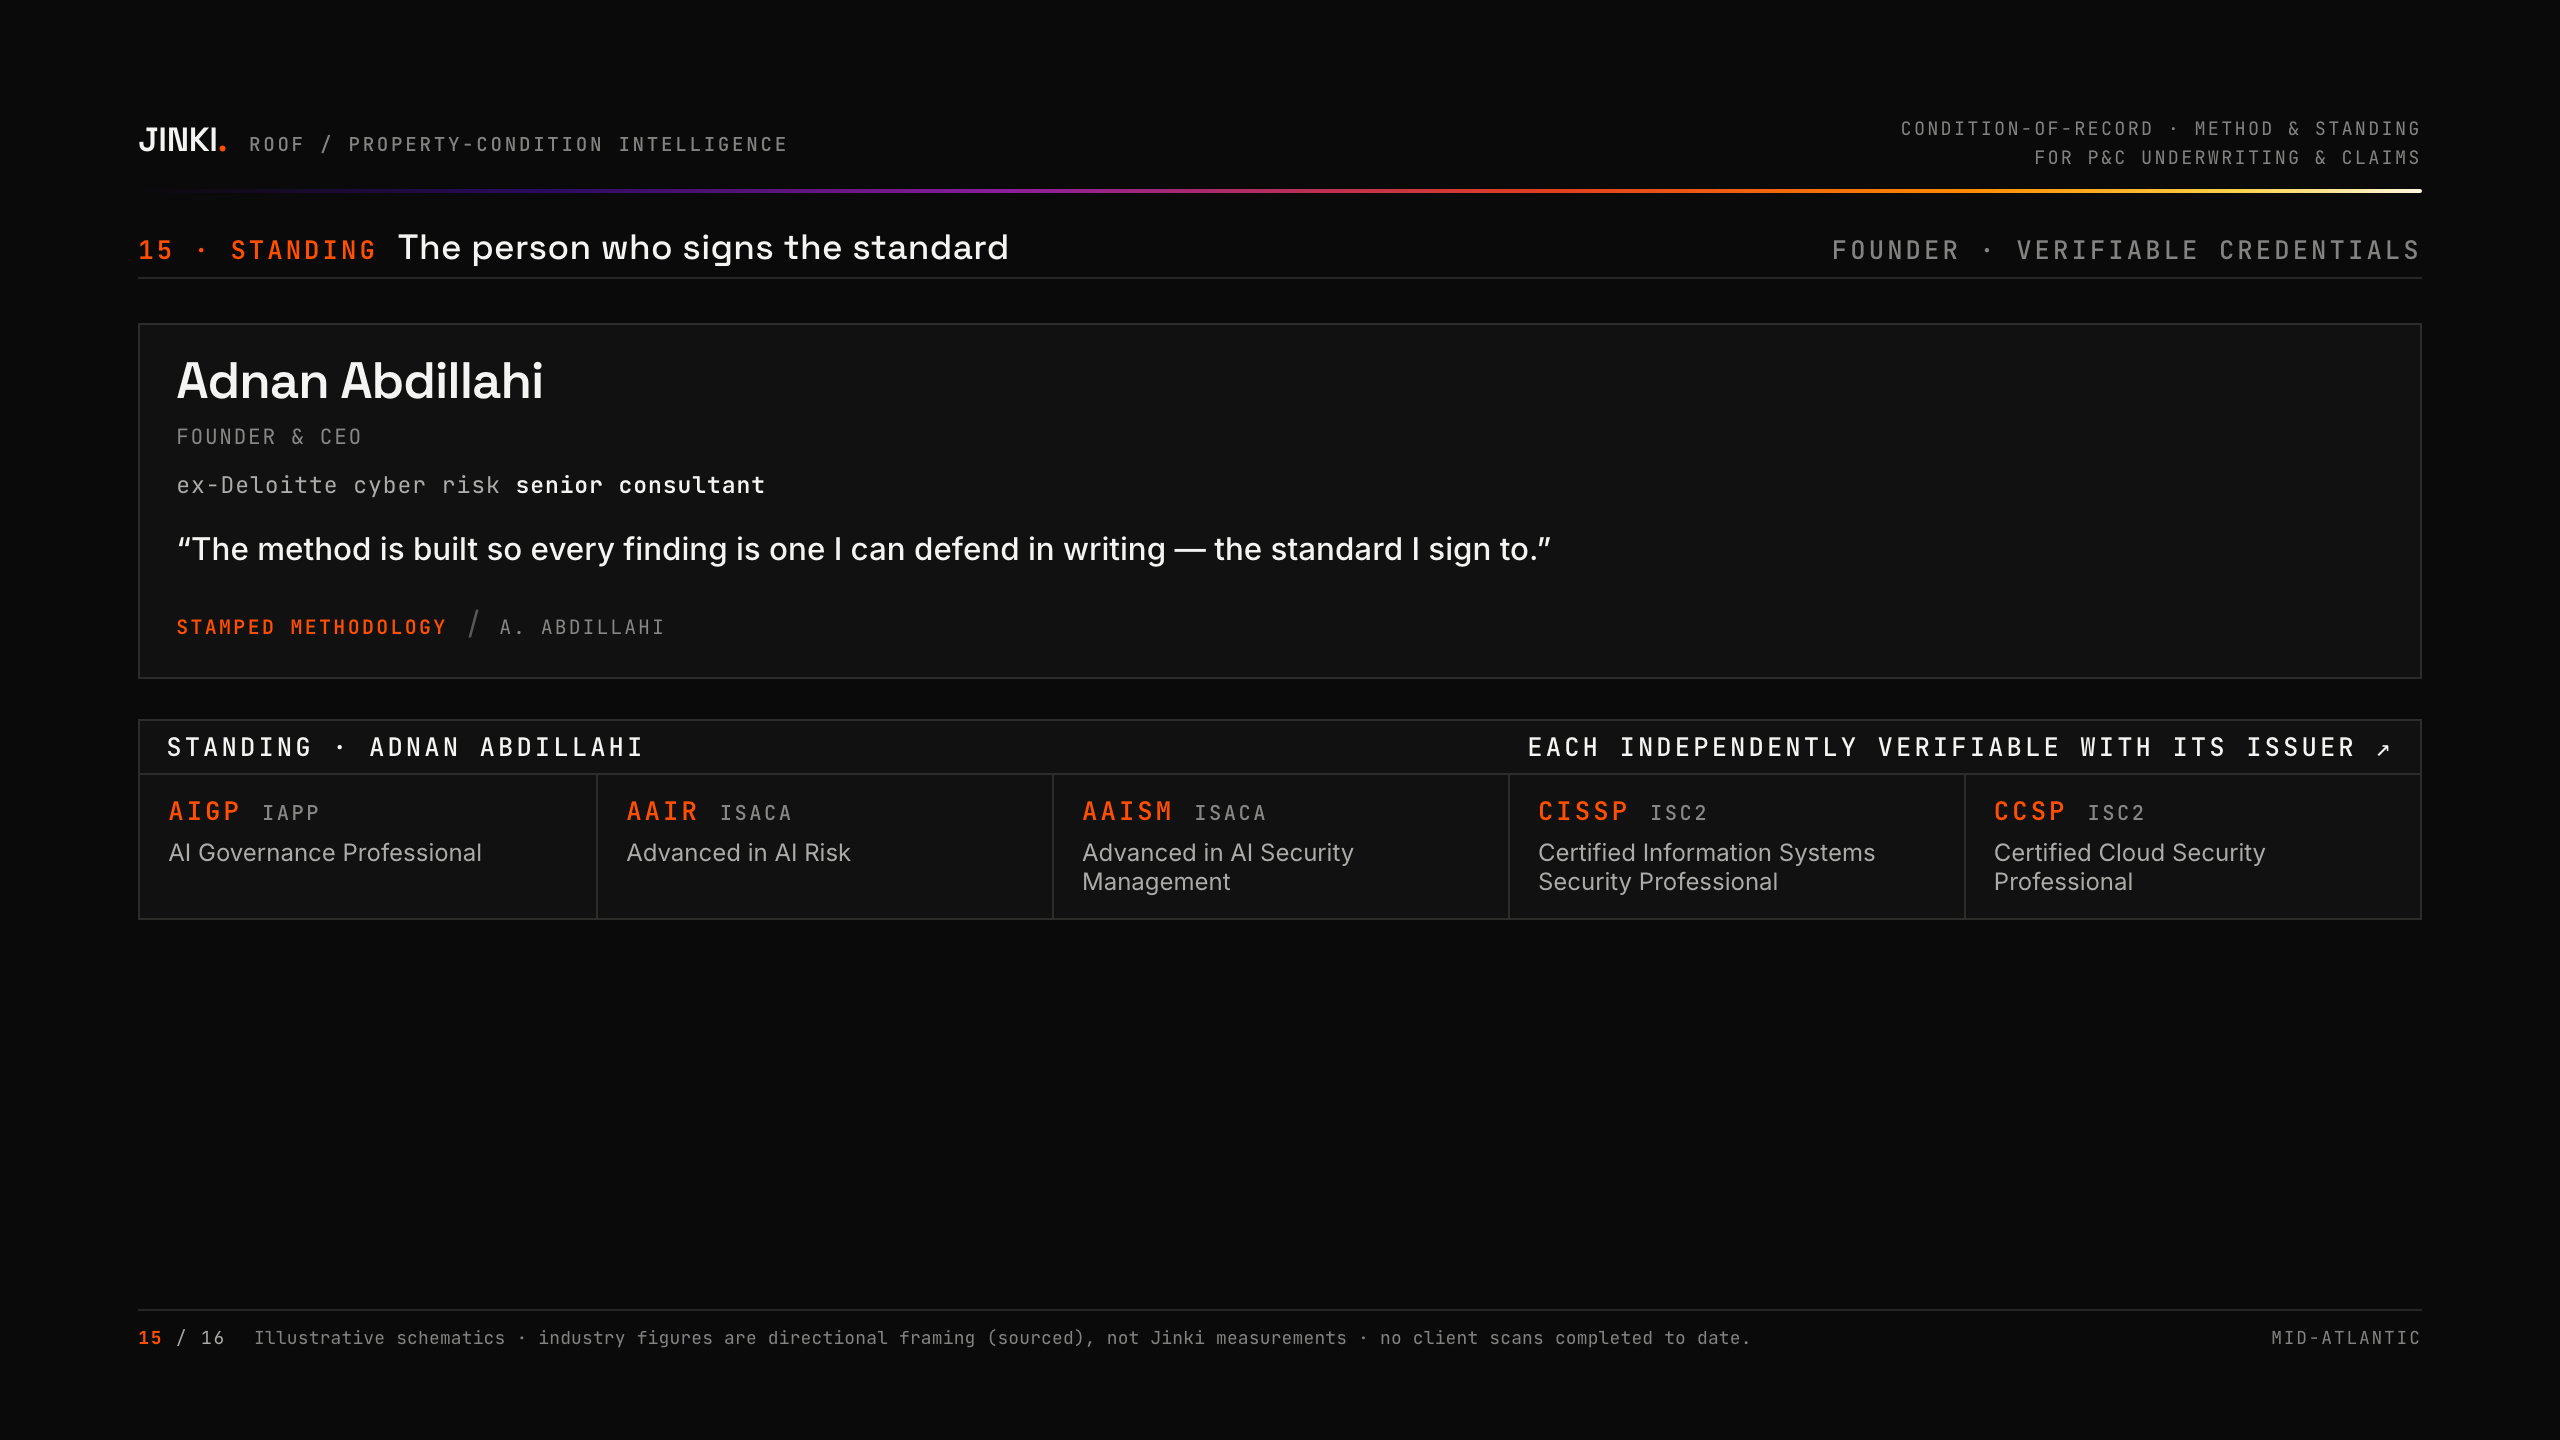 JINKI. ROOF / PROPERTY-CONDITION INTELLIGENCE
CONDITION-OF-RECORD · METHOD & STANDING
FOR P&C UNDERWRITING & CLAIMS
15 · STANDING The person who signs the standard
FOUNDER · VERIFIABLE CREDENTIALS
Adnan Abdillahi
FOUNDER & CEO
ex-Deloitte cyber risk senior consultant
“The method is built so every finding is one I can defend in writing — the standard I sign to.”
STAMPED METHODOLOGY / A. ABDILLAHI
STANDING · ADNAN ABDILLAHI
EACH INDEPENDENTLY VERIFIABLE WITH ITS ISSUER ↗
AIGP IAPP
AI Governance Professional
AAIR ISACA
Advanced in AI Risk
AAISM ISACA
Advanced in AI Security
Management
CISSP ISC2
Certified Information Systems
Security Professional
CCSP ISC2
Certified Cloud Security
Professional
15 / 16 Illustrative schematics · industry figures are directional framing (sourced), not Jinki measurements · no client scans completed to date.
MID-ATLANTIC